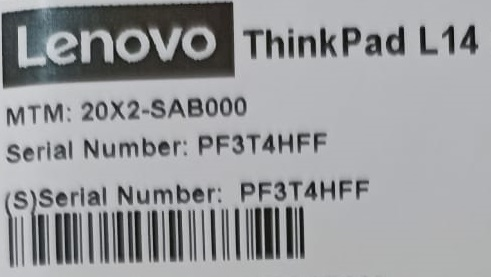 Lenovo ThinkPad L14
MTM: 20X2-SAB000
Serial Number: PF3T4HFF
(S)Serial Number: PF3T4HFF